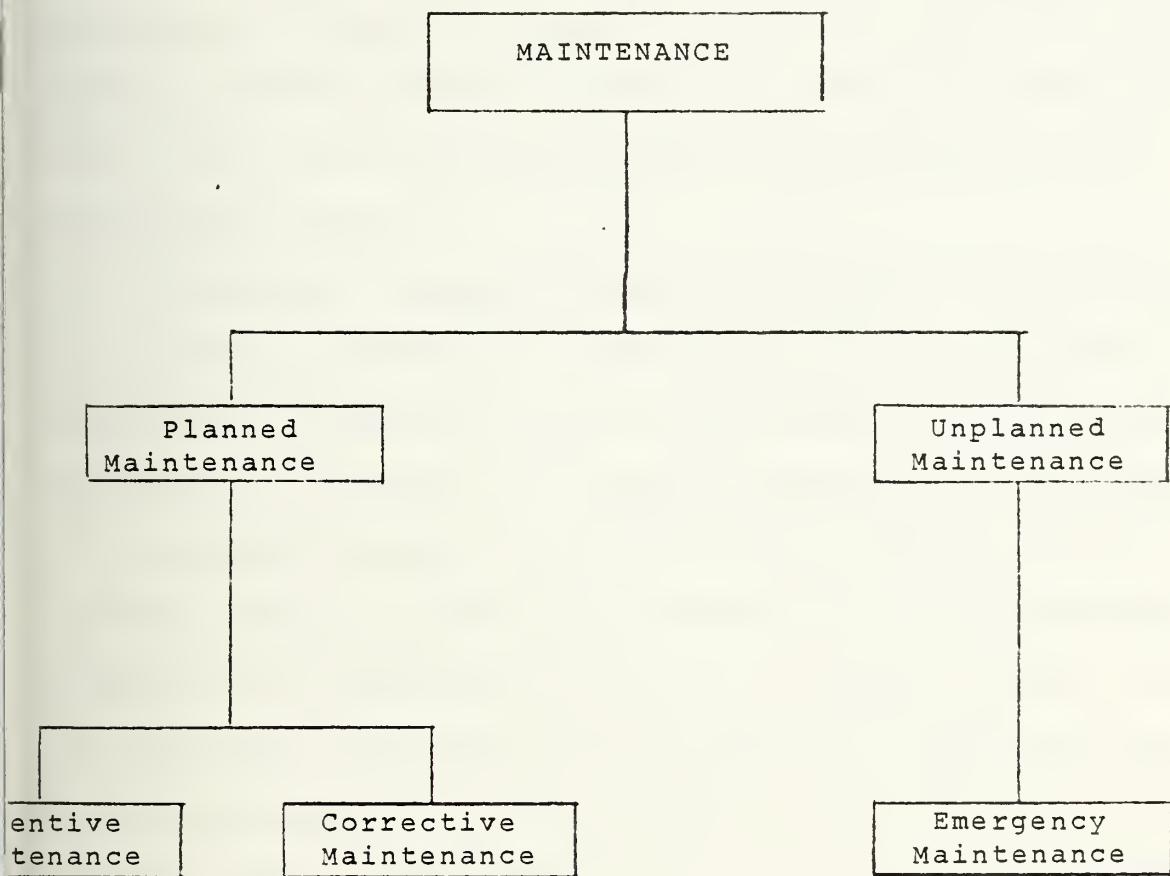 MAINTENANCE
Planned
Maintenance
Unplanned
Maintenance
entive
tenance
Corrective
Maintenance
Emergency
Maintenance